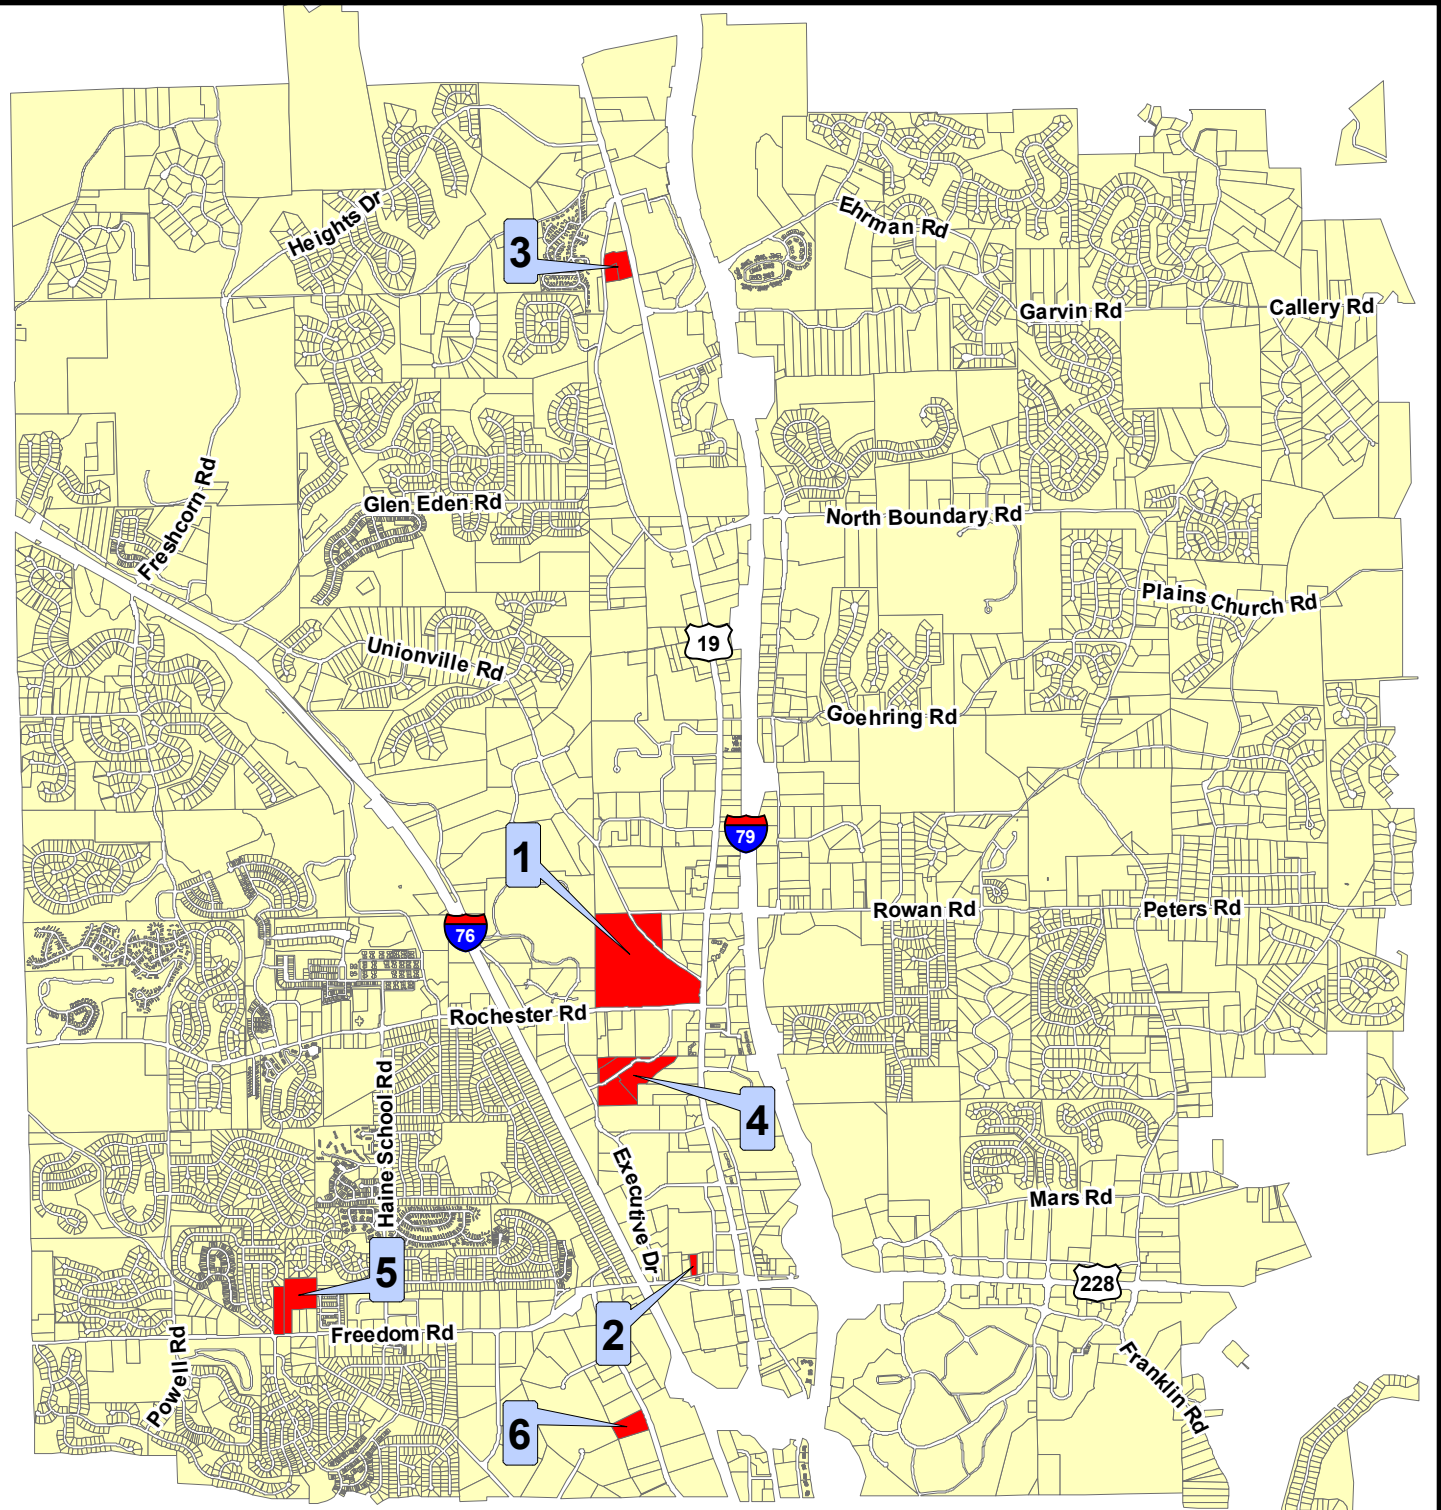 Heights Dr
Ehrman Rd
3
Garvin Rd
Callery Rd
Freshcorn Rd
Glen Eden Rd
North Boundary Rd
Plains Church Rd
19
Unionville Rd
Goehring Rd
79
1
76
Rowan Rd
Peters Rd
Rochester Rd
Haine School Rd
4
Executive Dr
Mars Rd
5
228
2
Freedom Rd
Powell Rd
Franklin Rd
6